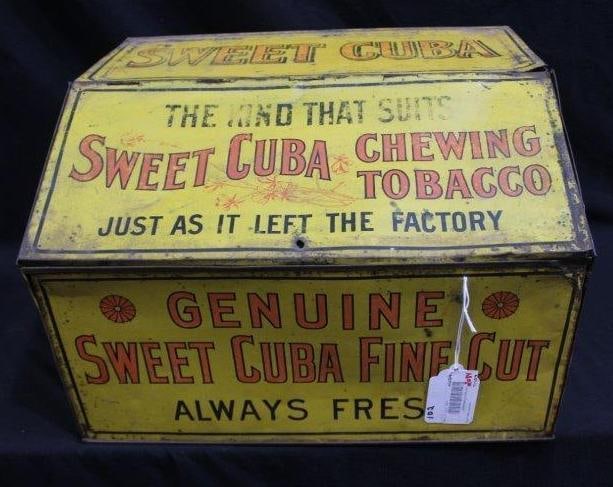 SWEET CUBA
THE KIND THAT SUITS
SWEET CUBA CHEWING TOBACCO
JUST AS IT LEFT THE FACTORY
GENUINE
SWEET CUBA FINE CUT
ALWAYS FRES
102